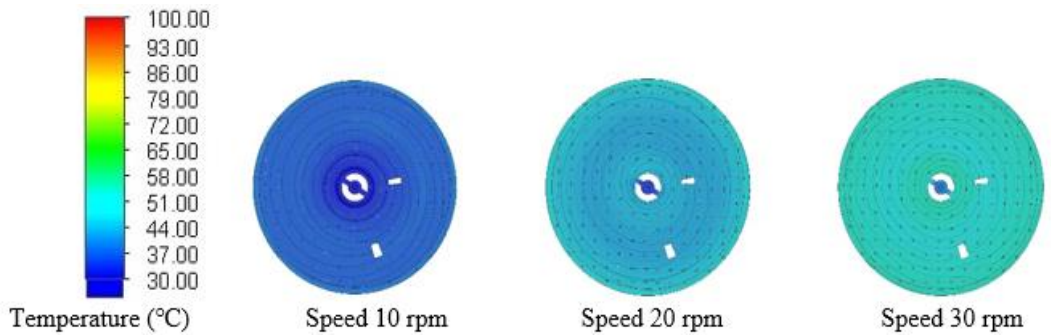 100.00
93.00
86.00
79.00
72.00
65.00
58.00
51.00
44.00
37.00
30.00
Temperature (℃)
Speed 10 rpm
Speed 20 rpm
Speed 30 rpm